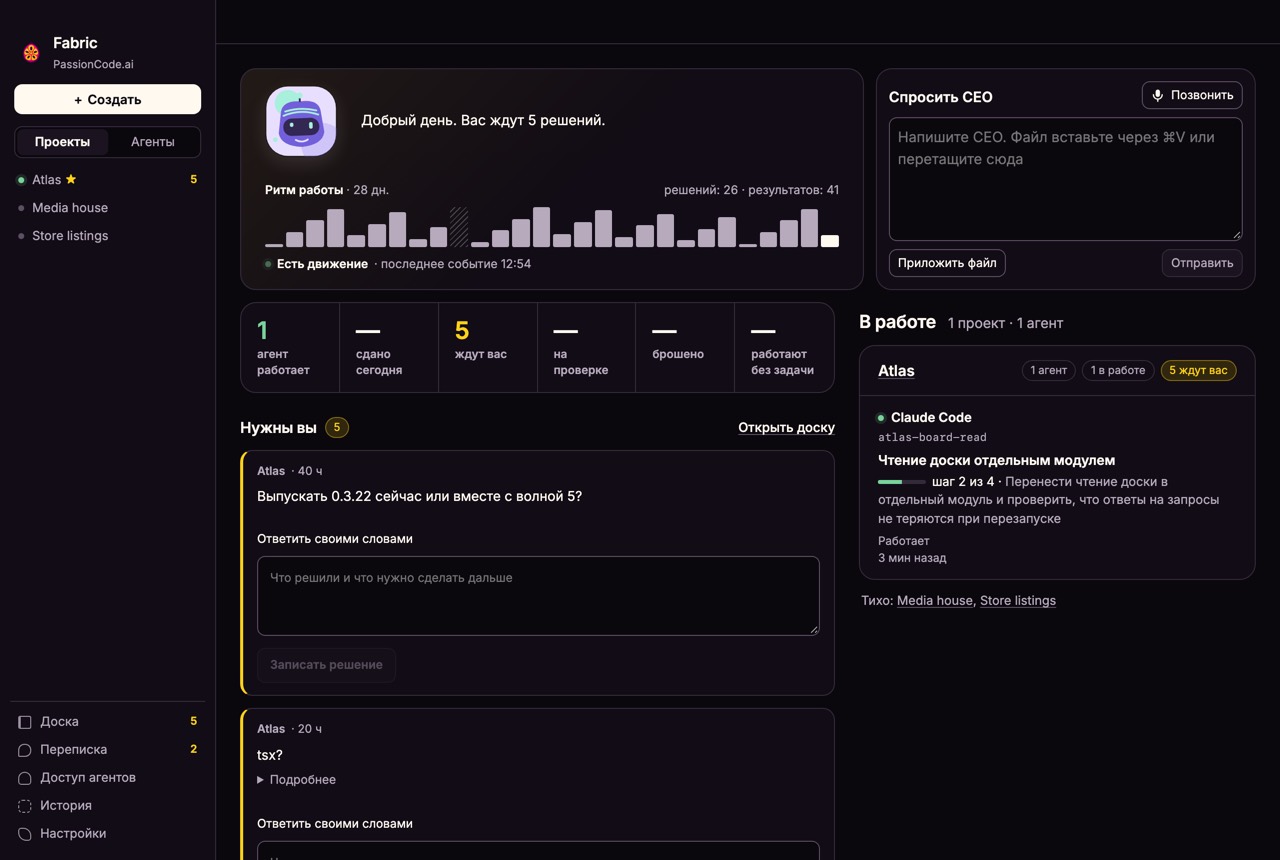 Fabric
PassionCode.ai
+ Создать
Проекты
Агенты
Atlas
5
Media house
Store listings
Доска
5
Переписка
2
Доступ агентов
История
Настройки
Добрый день. Вас ждут 5 решений.
Ритм работы · 28 дн.
решений: 26 · результатов: 41
Есть движение · последнее событие 12:54
Спросить CEO
Позвонить
Напишите CEO. Файл вставьте через ⌘V или
перетащите сюда
Приложить файл
Отправить
1
агент
работает
—
сдано
сегодня
5
ждут вас
—
на
проверке
—
брошено
—
работают
без задачи
Нужны вы
5
Открыть доску
Atlas · 40 ч
Выпускать 0.3.22 сейчас или вместе с волной 5?
Ответить своими словами
Что решили и что нужно сделать дальше
Записать решение
Atlas · 20 ч
tsx?
Подробнее
Ответить своими словами
В работе 1 проект · 1 агент
Atlas
1 агент
1 в работе
5 ждут вас
Claude Code
atlas-board-read
Чтение доски отдельным модулем
шаг 2 из 4 · Перенести чтение доски в
отдельный модуль и проверить, что ответы на запросы
не теряются при перезапуске
Работает
3 мин назад
Тихо: Media house, Store listings